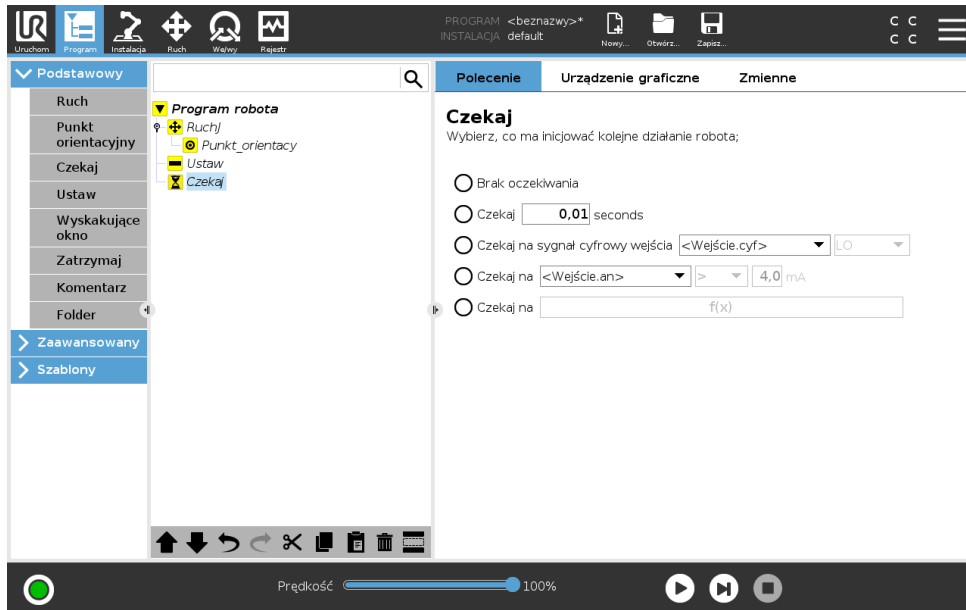 PROGRAM <beznazwy>*
INSTALACJA default
UR
Uruchom
Program
Instalacja
Ruch
We/wy
Rejestr
Nowy...
Otwórz...
Zapisz...
C C
C C
Podstawowy
Ruch
Punkt
orientacyjny
Czekaj
Ustaw
Wyskakujące
okno
Zatrzymaj
Komentarz
Folder
Zaawansowany
Szablony
Program robota
RuchJ
Punkt_orientacy
Ustaw
Czekaj
Polecenie
Urządzenie graficzne
Zmienne
Czekaj
Wybierz, co ma inicjować kolejne działanie robota;
Brak oczekiwania
Czekaj 0,01 seconds
Czekaj na sygnał cyfrowy wejścia <Wejście.cyf> LO
Czekaj na <Wejście.an> > 4,0 mA
Czekaj na f(x)
Prędkość 100%